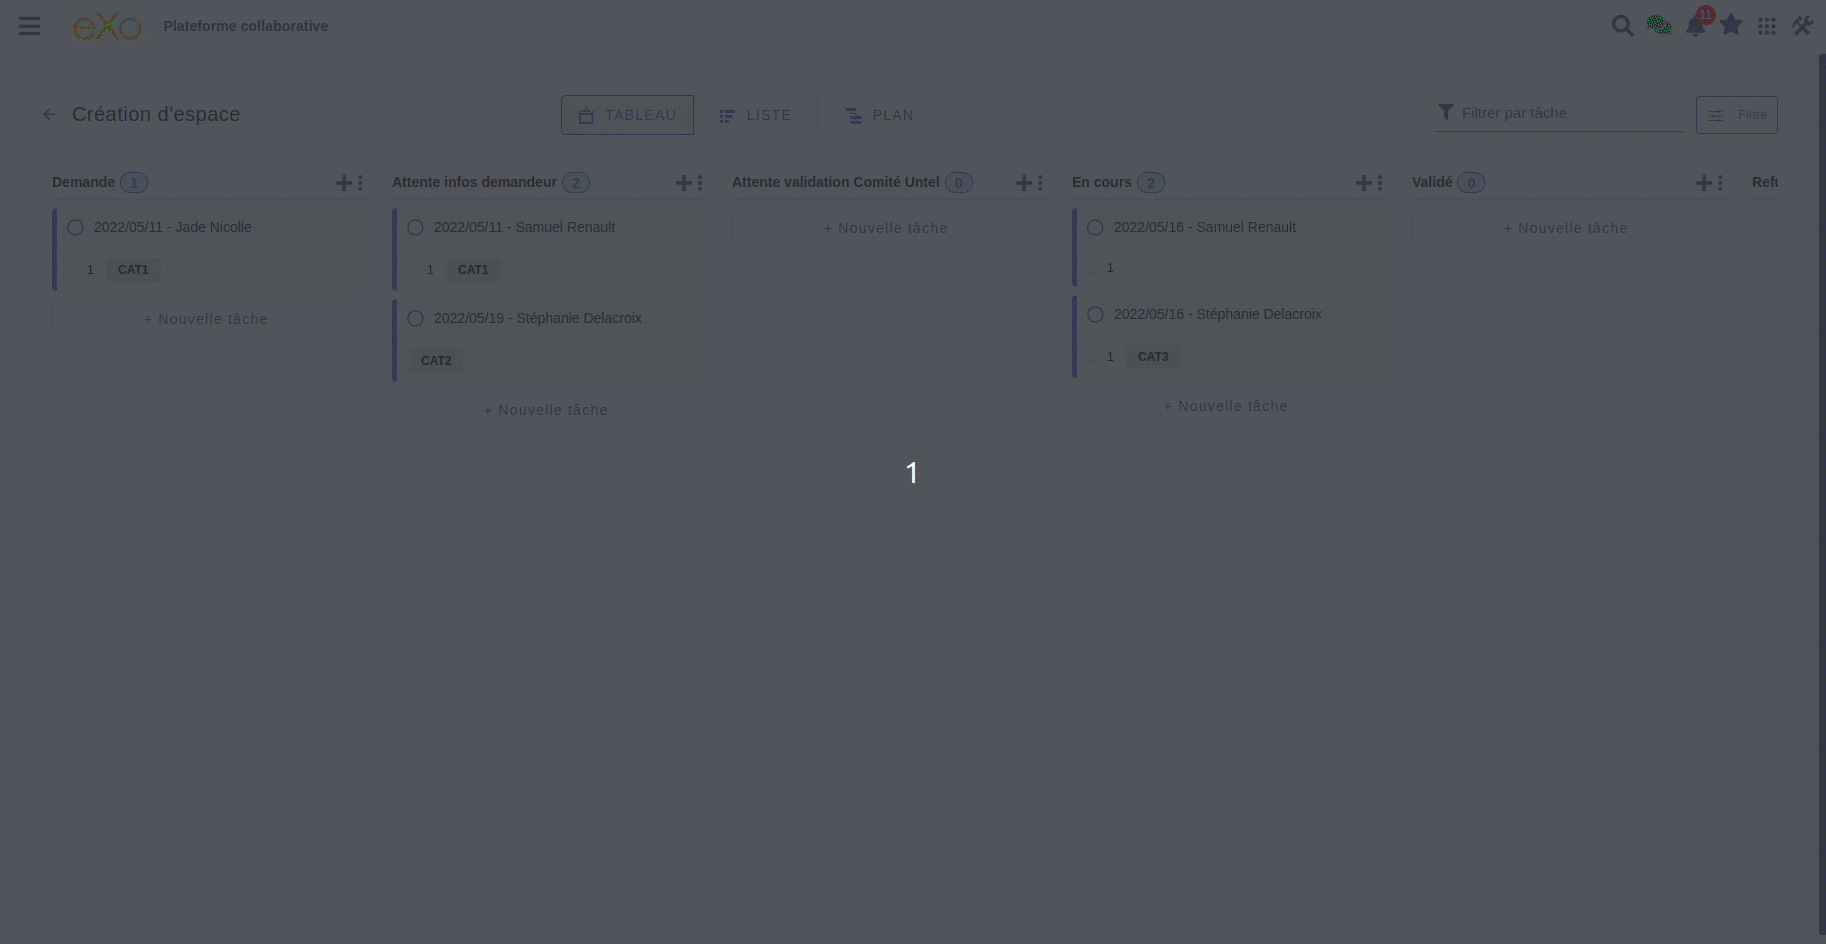 eXo Plateforme collaborative 11
Création d'espace TABLEAU LISTE PLAN Filtrer par tâche Filtre
Demande 1
2022/05/11 - Jade Nicolle
1 CAT1
+ Nouvelle tâche
Attente infos demandeur 2
2022/05/11 - Samuel Renault
1 CAT1
2022/05/19 - Stéphanie Delacroix
CAT2
+ Nouvelle tâche
Attente validation Comité Untel 0
+ Nouvelle tâche
En cours 2
2022/05/16 - Samuel Renault
1
2022/05/16 - Stéphanie Delacroix
1 CAT3
+ Nouvelle tâche
Validé 0
+ Nouvelle tâche
1